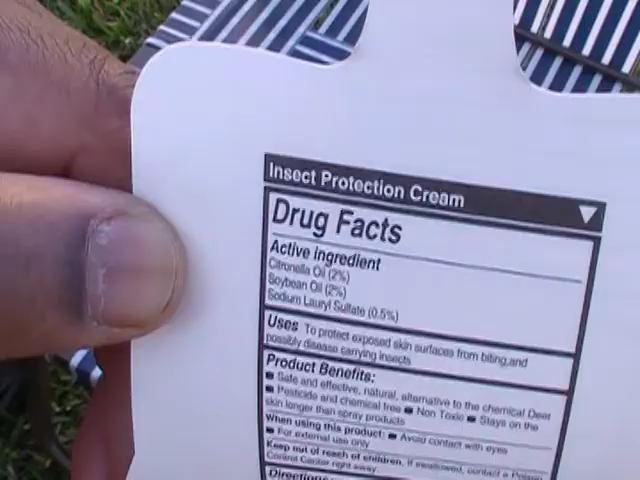 Insect Protection Cream
Drug Facts
Active ingredient
Citronella Oil (2%)
Soybean Oil (2%)
Sodium Lauryl Sulfate (0.5%)
Uses To protect exposed skin surfaces from biting,and
possibly disease carrying insects
Product Benefits:
■ Safe and effective, natural, alternative to the chemical Deet
■ Pesticide and chemical free ■ Non Toxic ■ Stays on the
skin longer than spray products
When using this product: ■ Avoid contact with eyes
■ For external use only
Keep out of reach of children. If swallowed, contact a Poison
Control Center right away.
Directions